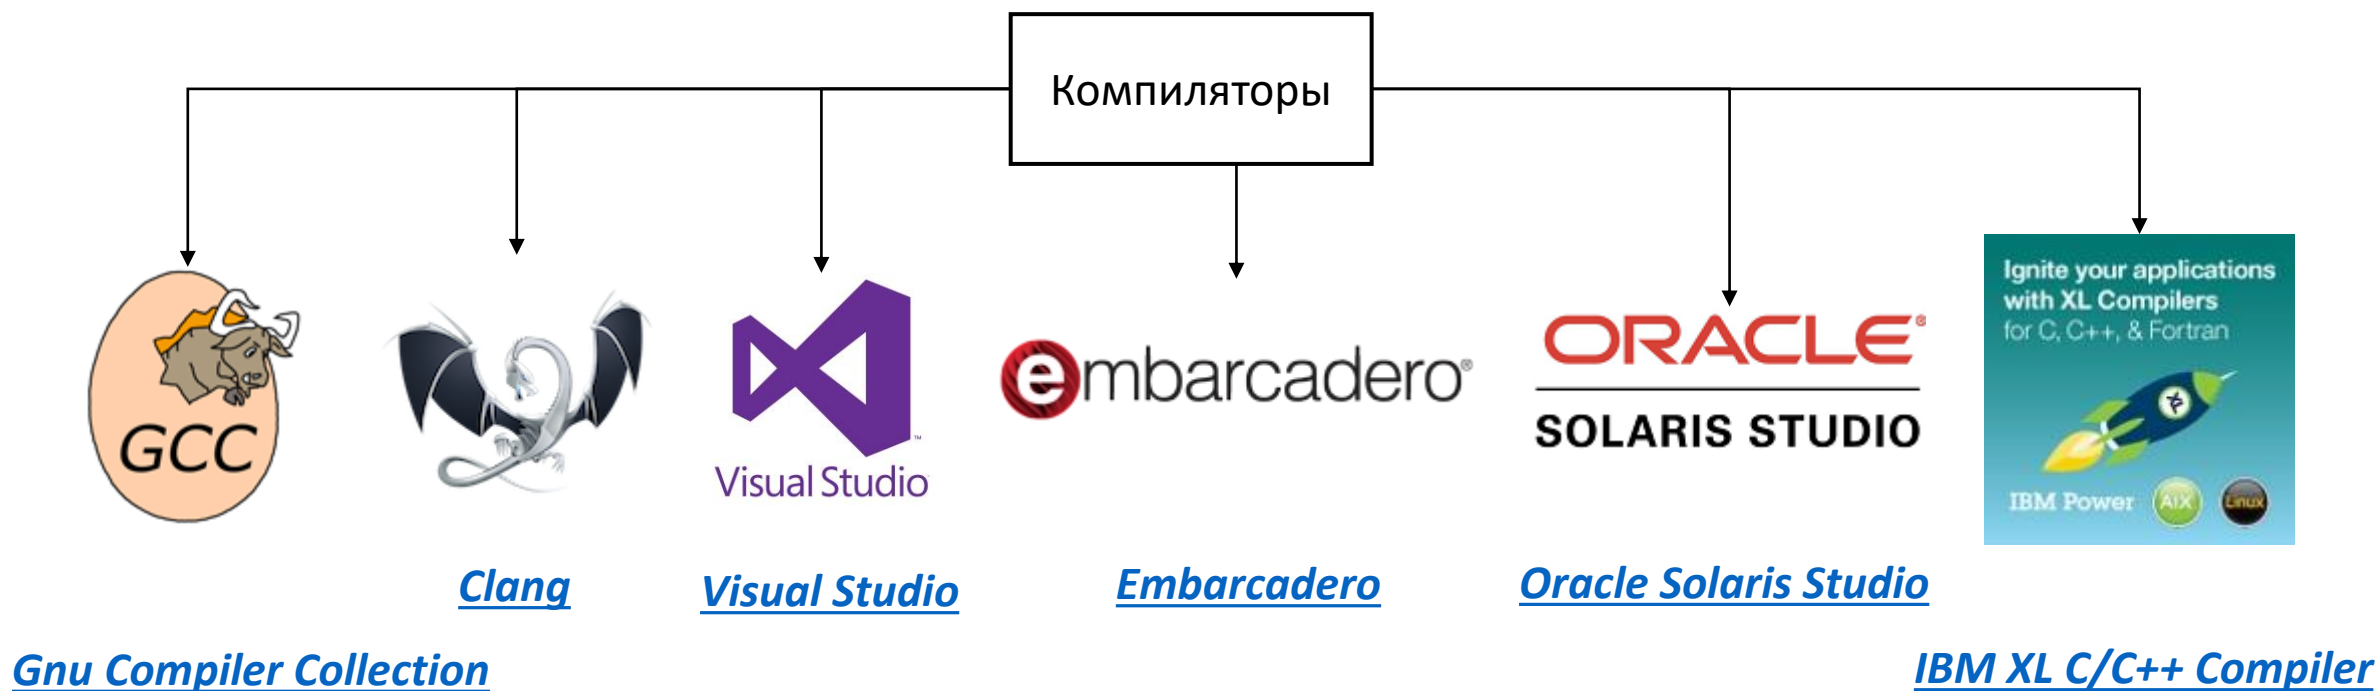 Компиляторы
GCC
Visual Studio
embarcadero®
ORACLE®
SOLARIS STUDIO
Ignite your applications
with XL Compilers
for C, C++, & Fortran
IBM Power
AIX
Linux
Clang
Visual Studio
Embarcadero
Oracle Solaris Studio
Gnu Compiler Collection
IBM XL C/C++ Compiler